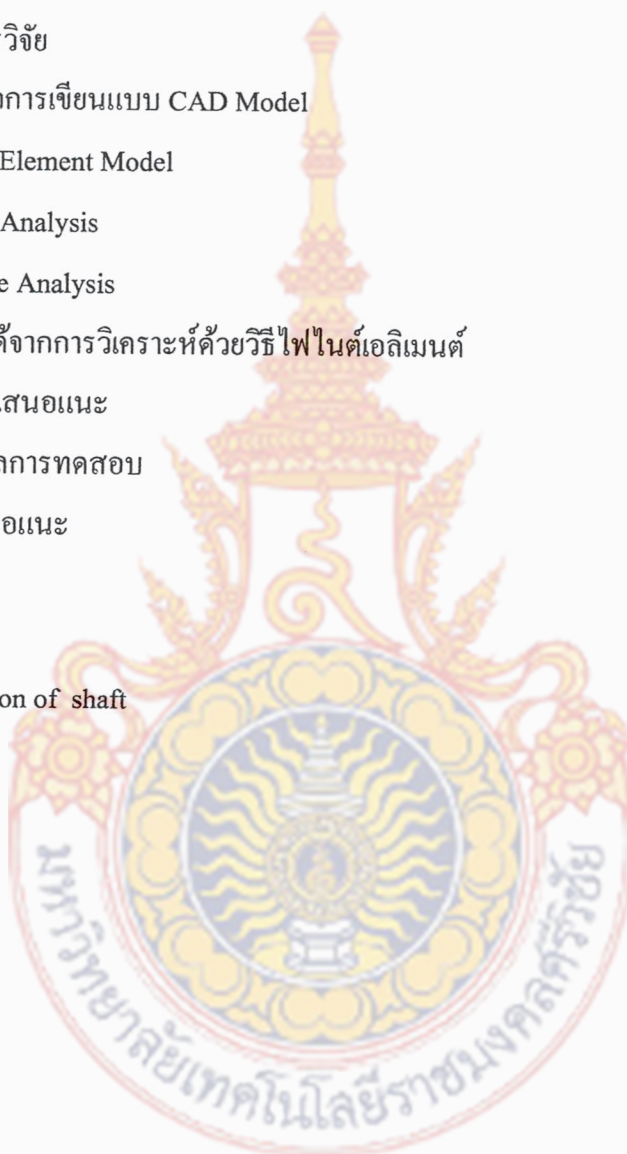 วิจัย
การเขียนแบบ CAD Model
Element Model
Analysis
Analysis
จากการวิเคราะห์ด้วยวิธีไฟไนต์เอลิเมนต์
เสนอแนะ
การทดสอบ
อแนะ
on of shaft
มหาวิทยาลัยเทคโนโลยีราชมงคลศรีวิชัย